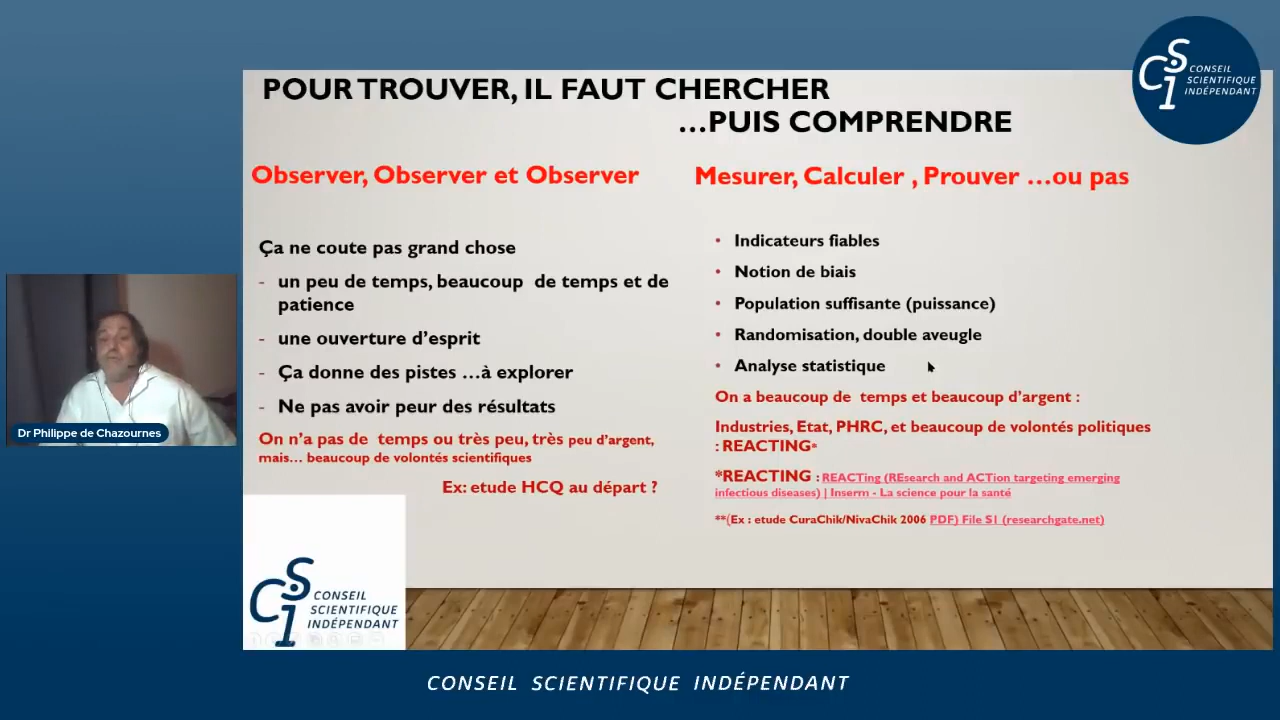 POUR TROUVER, IL FAUT CHERCHER
…PUIS COMPRENDRE
Observer, Observer et Observer
Ça ne coute pas grand chose
- un peu de temps, beaucoup de temps et de
patience
- une ouverture d’esprit
- Ça donne des pistes …à explorer
- Ne pas avoir peur des résultats
On n’a pas de temps ou très peu, très peu d’argent,
mais… beaucoup de volontés scientifiques
Ex: etude HCQ au départ ?
Mesurer, Calculer , Prouver …ou pas
• Indicateurs fiables
• Notion de biais
• Population suffisante (puissance)
• Randomisation, double aveugle
• Analyse statistique
On a beaucoup de temps et beaucoup d’argent :
Industries, Etat, PHRC, et beaucoup de volontés politiques
: REACTING*
*REACTING : REACTing (REsearch and ACTion targeting emerging
infectious diseases) | Inserm - La science pour la santé
**(Ex : etude CuraChik/NivaChik 2006 PDF) File S1 (researchgate.net)
CSI CONSEIL
SCIENTIFIQUE
INDÉPENDANT
Dr Philippe de Chazournes
CSI CONSEIL
SCIENTIFIQUE
INDÉPENDANT
CONSEIL SCIENTIFIQUE INDÉPENDANT